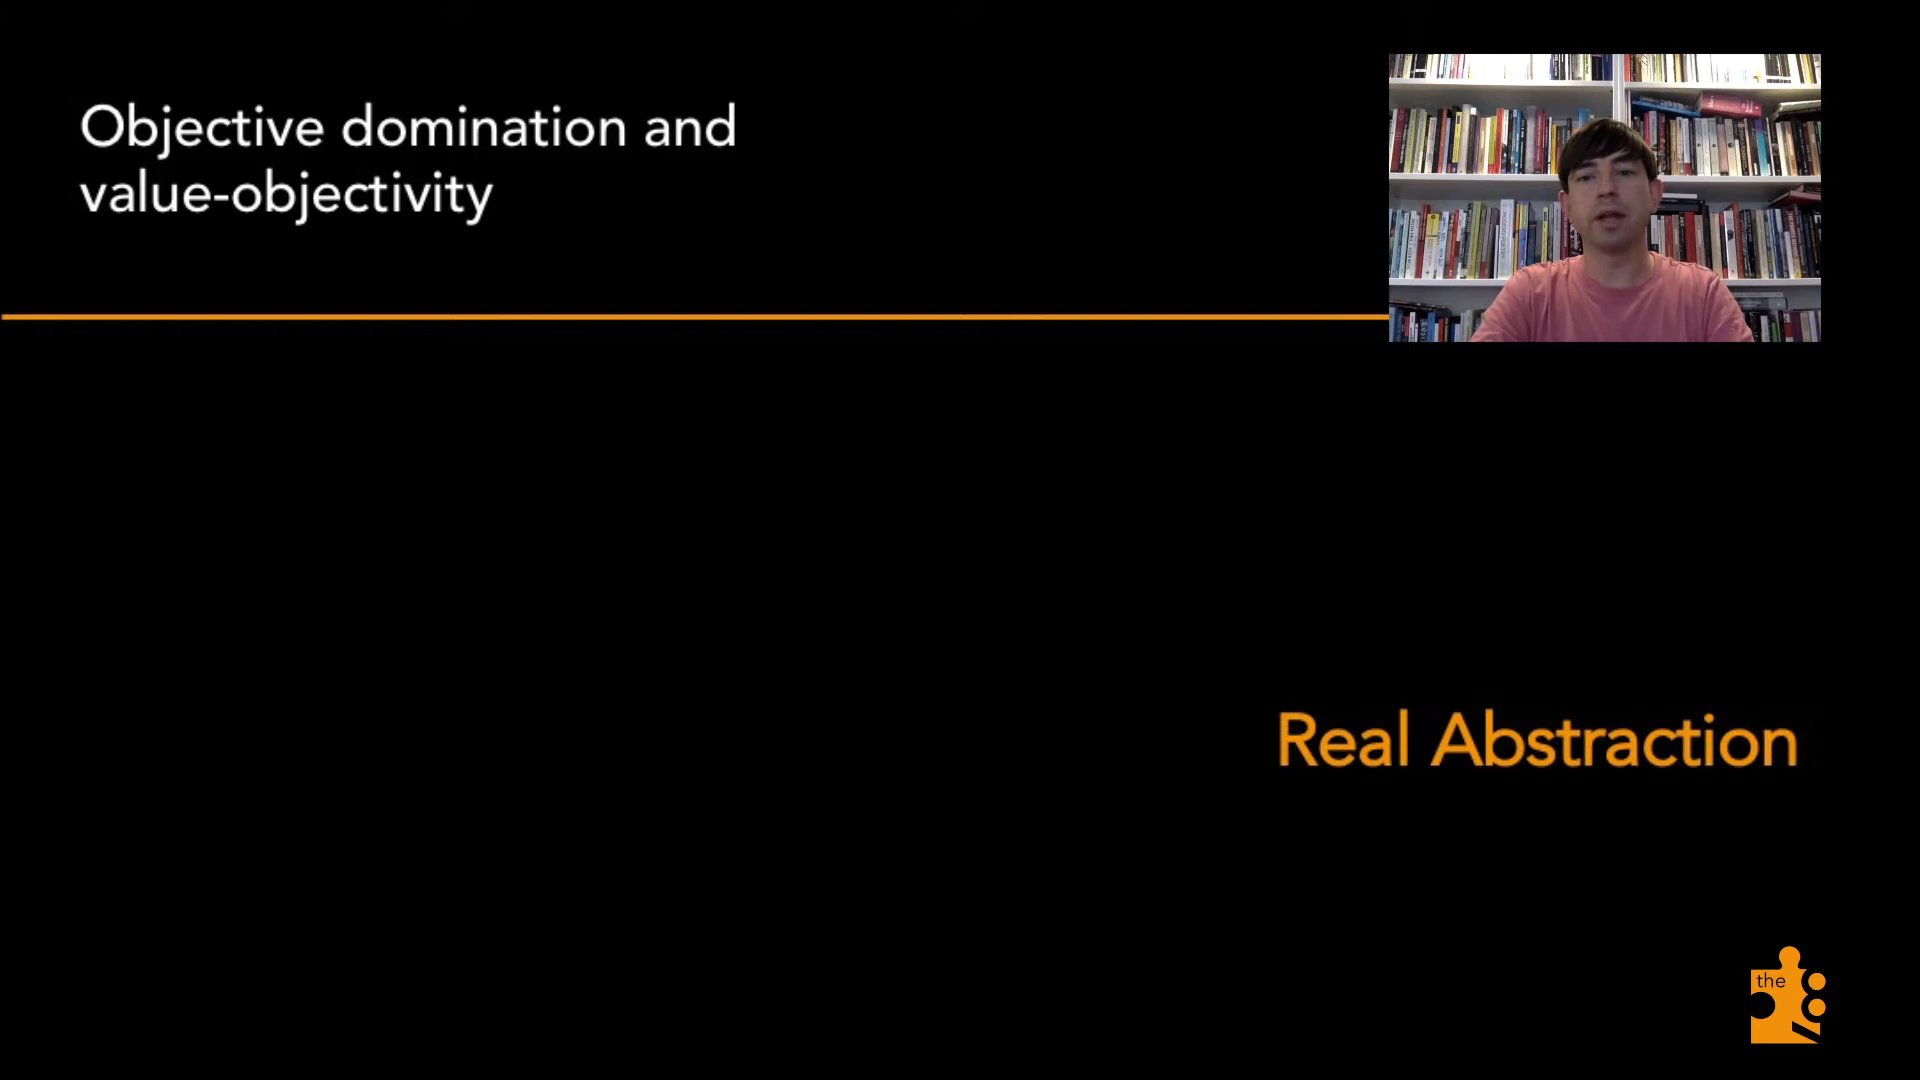 Objective domination and
value-objectivity
Real Abstraction
the